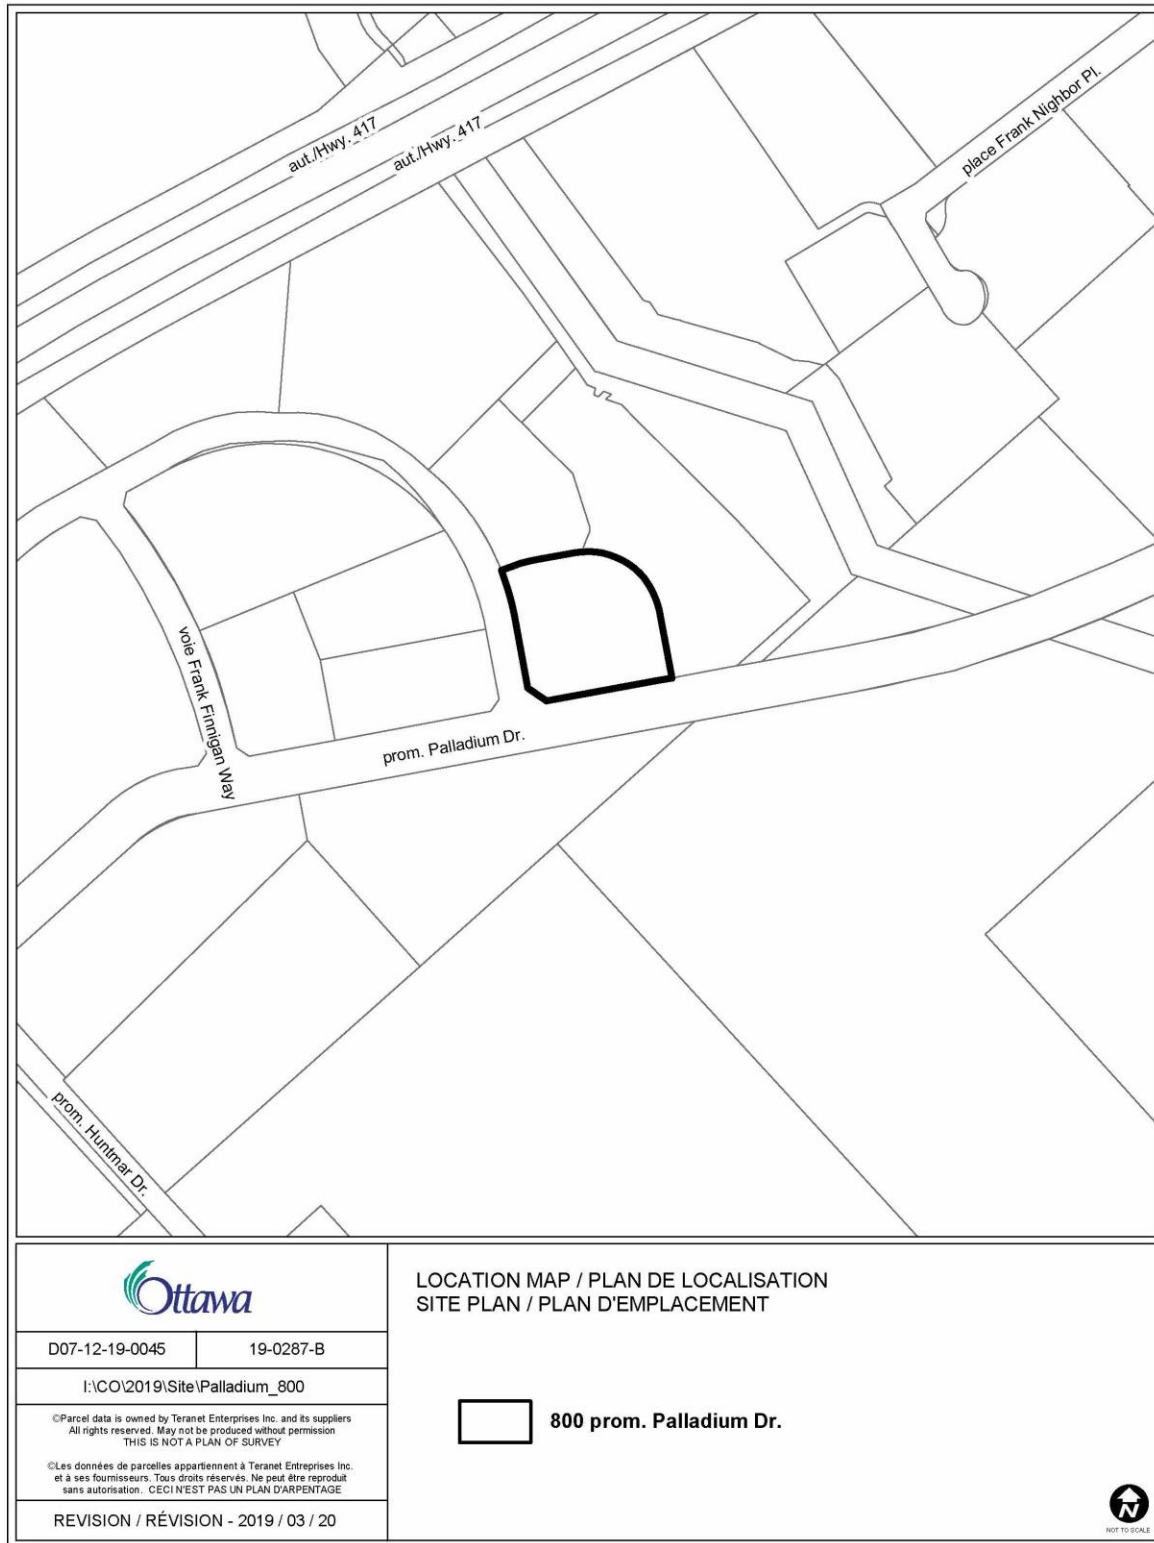 aut./Hwy. 417
aut./Hwy. 417
place Frank Nighbor Pl.
voie Frank Finnigan Way
prom. Palladium Dr.
prom. Huntmar Dr.
Ottawa
D07-12-19-0045
19-0287-B
I:\CO\2019\Site\Palladium_800
©Parcel data is owned by Teranet Enterprises Inc. and its suppliers
All rights reserved. May not be produced without permission
THIS IS NOT A PLAN OF SURVEY
©Les données de parcelles appartiennent à Teranet Entreprises Inc.
et à ses fournisseurs. Tous droits réservés. Ne peut être reproduit
sans autorisation. CECI N'EST PAS UN PLAN D'ARPENTAGE
REVISION / RÉVISION - 2019 / 03 / 20
LOCATION MAP / PLAN DE LOCALISATION
SITE PLAN / PLAN D'EMPLACEMENT
800 prom. Palladium Dr.
N
NOT TO SCALE